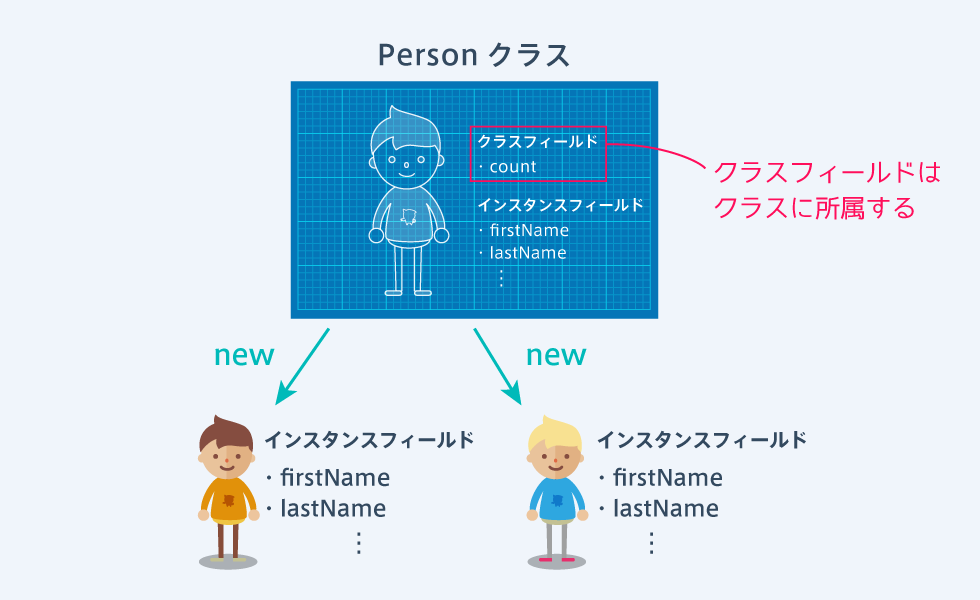 Person クラス
クラスフィールド
・count
インスタンスフィールド
・firstName
・lastName
⋮
クラスフィールドは
クラスに所属する
new
new
インスタンスフィールド
・firstName
・lastName
⋮
インスタンスフィールド
・firstName
・lastName
⋮